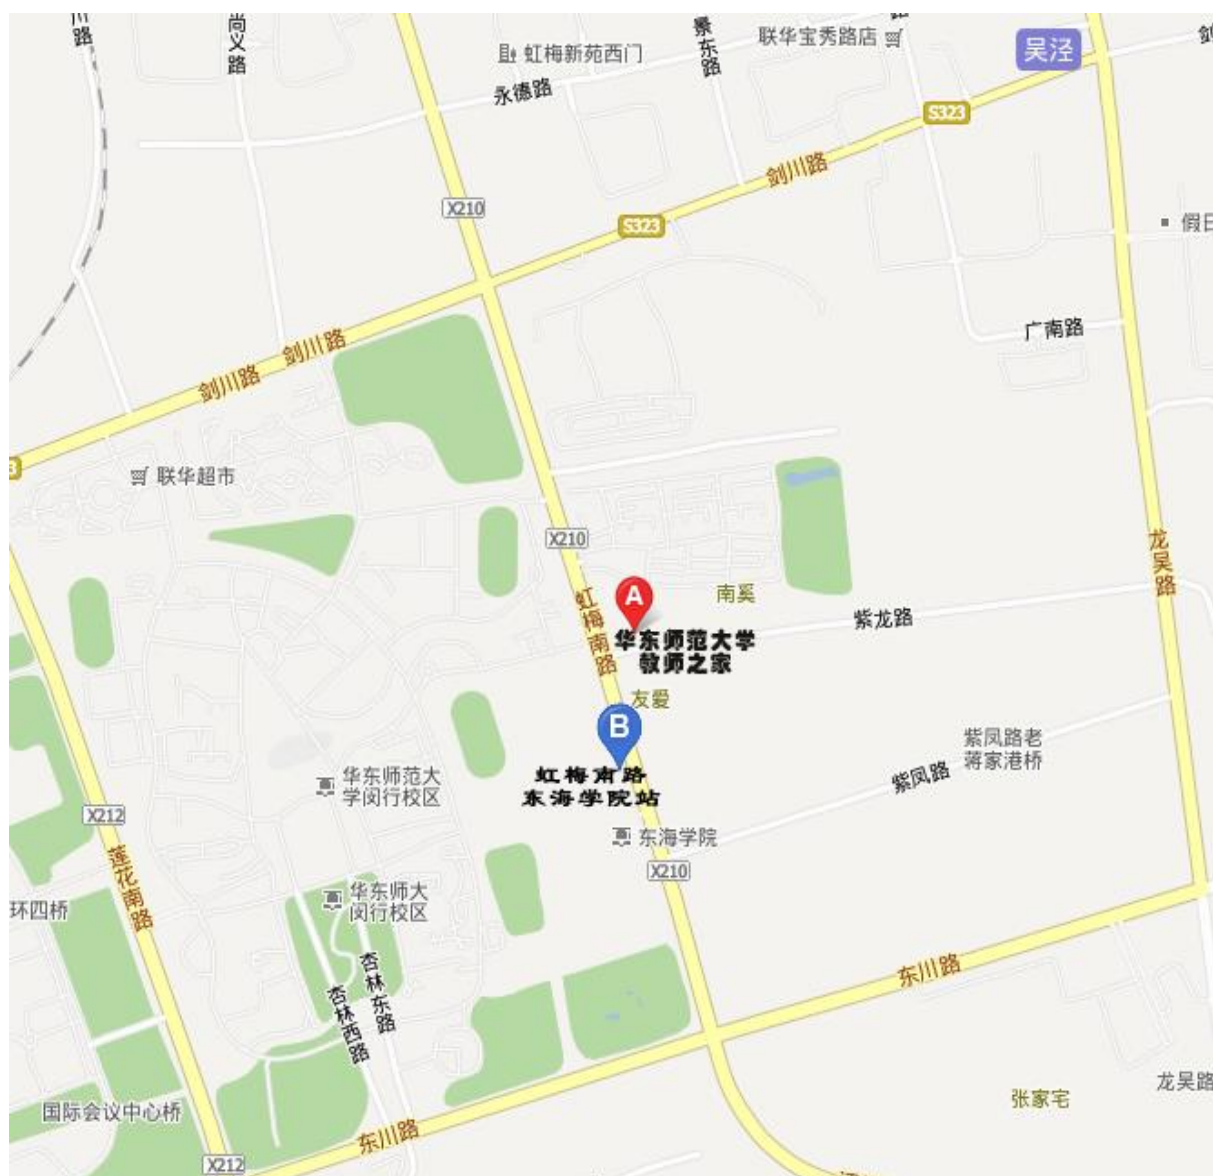 川路
尚义路
虹梅新苑西门
景东路
联华宝秀路店
吴泾
剑
永德路
S323
剑川路
X210
S323
假日
广南路
剑川路
剑川路
联华超市
X210
龙吴路
A
南奚
虹梅南路
紫龙路
华东师范大学
教师之家
友爱
B
紫凤路老
蒋家港桥
虹梅南路
东海学院站
华东师范大
学闵行校区
紫凤路
X212
东海学院
X210
莲花南路
华东师大
闵行校区
环四桥
东川路
杏林东路
杏林西路
龙吴路
张家宅
国际会议中心桥
东川路
X212